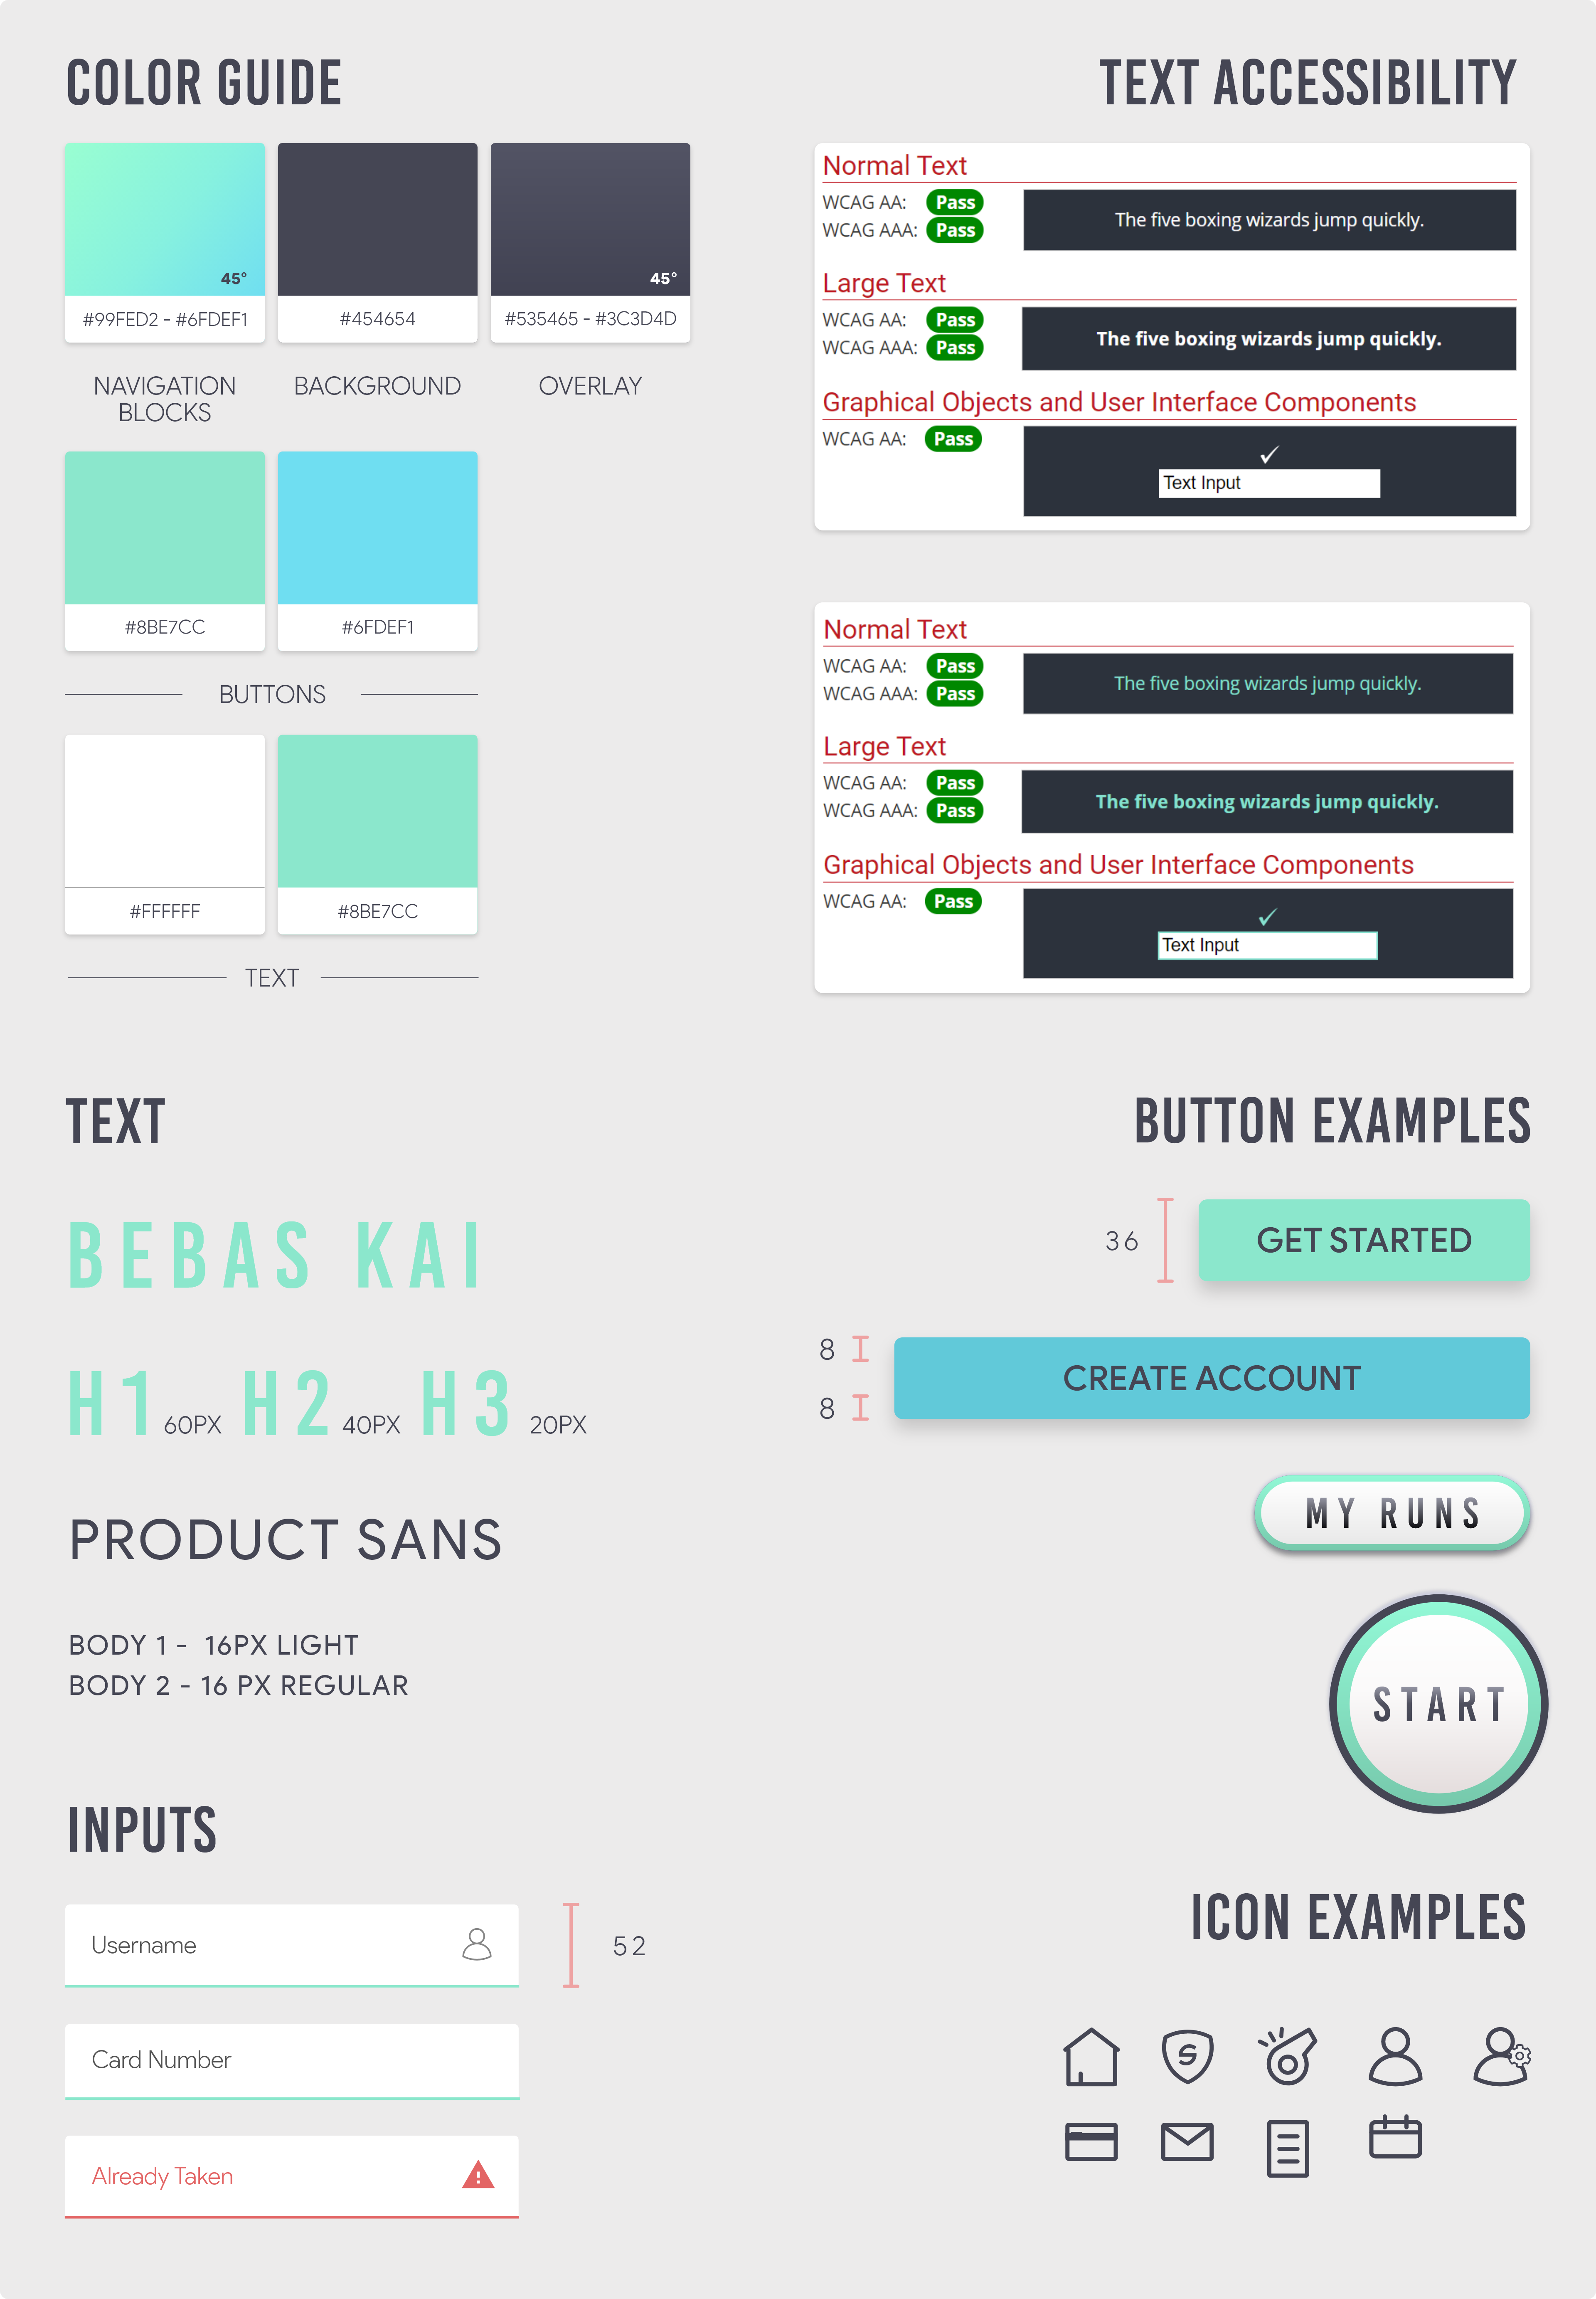 COLOR GUIDE
45°
#99FED2 - #6FDEF1
#454654
45°
#535465 - #3C3D4D
NAVIGATION
BLOCKS
BACKGROUND
OVERLAY
#8BE7CC
#6FDEF1
BUTTONS
#FFFFFF
#8BE7CC
TEXT
TEXT ACCESSIBILITY
Normal Text
WCAG AA: Pass
WCAG AAA: Pass
The five boxing wizards jump quickly.
Large Text
WCAG AA: Pass
WCAG AAA: Pass
The five boxing wizards jump quickly.
Graphical Objects and User Interface Components
WCAG AA: Pass
✓
Text Input
Normal Text
WCAG AA: Pass
WCAG AAA: Pass
The five boxing wizards jump quickly.
Large Text
WCAG AA: Pass
WCAG AAA: Pass
The five boxing wizards jump quickly.
Graphical Objects and User Interface Components
WCAG AA: Pass
✓
Text Input
TEXT
BEBAS KAI
H1 60PX H2 40PX H3 20PX
PRODUCT SANS
BODY 1 - 16PX LIGHT
BODY 2 - 16 PX REGULAR
BUTTON EXAMPLES
36
GET STARTED
8
8
CREATE ACCOUNT
MY RUNS
START
INPUTS
Username
52
Card Number
Already Taken
ICON EXAMPLES
S